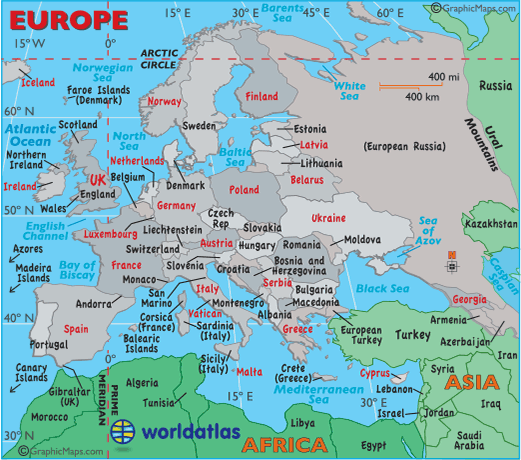 EUROPE
15° E
30° E
45° E
Barents
Sea
60° E
©GraphicMaps.com
15° W
0°
ARCTIC
CIRCLE
Norwegian
Sea
Iceland
Faroe Islands
(Denmark)
White
Sea
400 mi
400 km
Russia
Ural
Mountains
60° N
Norway
Finland
Sweden
Scotland
Atlantic
Ocean
North
Sea
Baltic
Sea
Estonia
Latvia
Lithuania
(European Russia)
Northern
Ireland
Netherlands
Belgium
Ireland
UK
England
Wales
Denmark
Belarus
Poland
Germany
50° N
English
Channel
Luxembourg
Czech
Rep
Ukraine
Kazakhstan
Liechtenstein
Slovakia
Switzerland
Austria
Hungary
Romania
Moldova
Sea
of
Azov
Azores
Madeira
Islands
Bay of
Biscay
France
Slovenia
Croatia
Bosnia and
Herzegovina
Monaco
San
Marino
Italy
Serbia
Bulgaria
Black Sea
Caspian
Sea
Andorra
Corsica
(France)
Vatican
Montenegro
Macedonia
Albania
Georgia
40° N
Spain
Portugal
Sardinia
(Italy)
Greece
European
Turkey
Turkey
Armenia
Azerbaijan
Balearic
Islands
0°
Iran
Canary
Islands
Sicily
(Italy)
Malta
Crete
(Greece)
Cyprus
Syria
ASIA
Gibraltar
(UK)
PRIME
MERIDIAN
Algeria
Tunisia
15° E
Mediterranean
Sea
Lebanon
30° E
Israel
Jordan
Iraq
Morocco
worldatlas
AFRICA
Libya
Egypt
Saudi
Arabia
30° N
©GraphicMaps.com